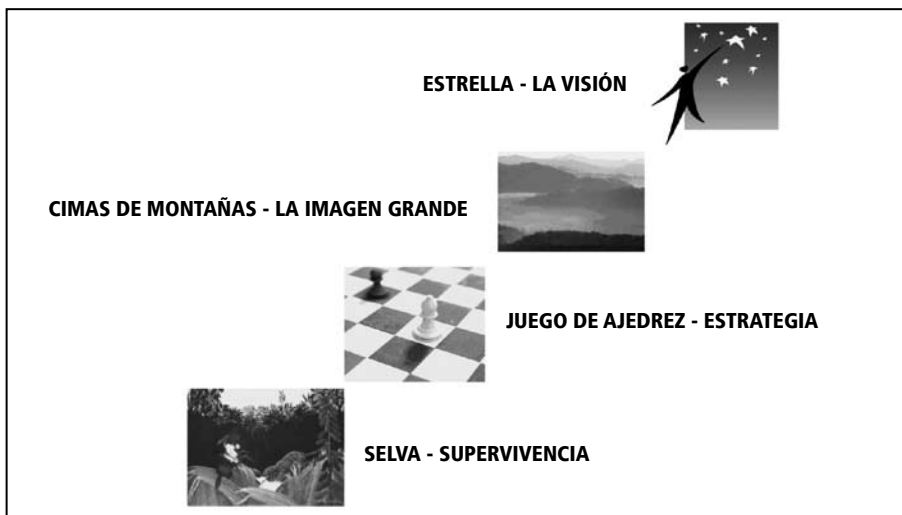 ESTRELLA - LA VISIÓN
CIMAS DE MONTAÑAS - LA IMAGEN GRANDE
JUEGO DE AJEDREZ - ESTRATEGIA
SELVA - SUPERVIVENCIA